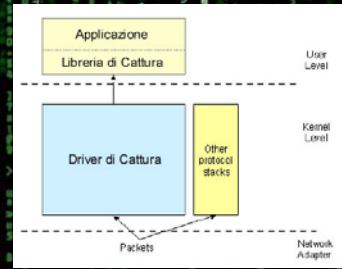 Applicazione
Libreria di Cattura
User
Level
Driver di Cattura
Other
protocol
stacks
Kernel
Level
Packets
Network
Adapter